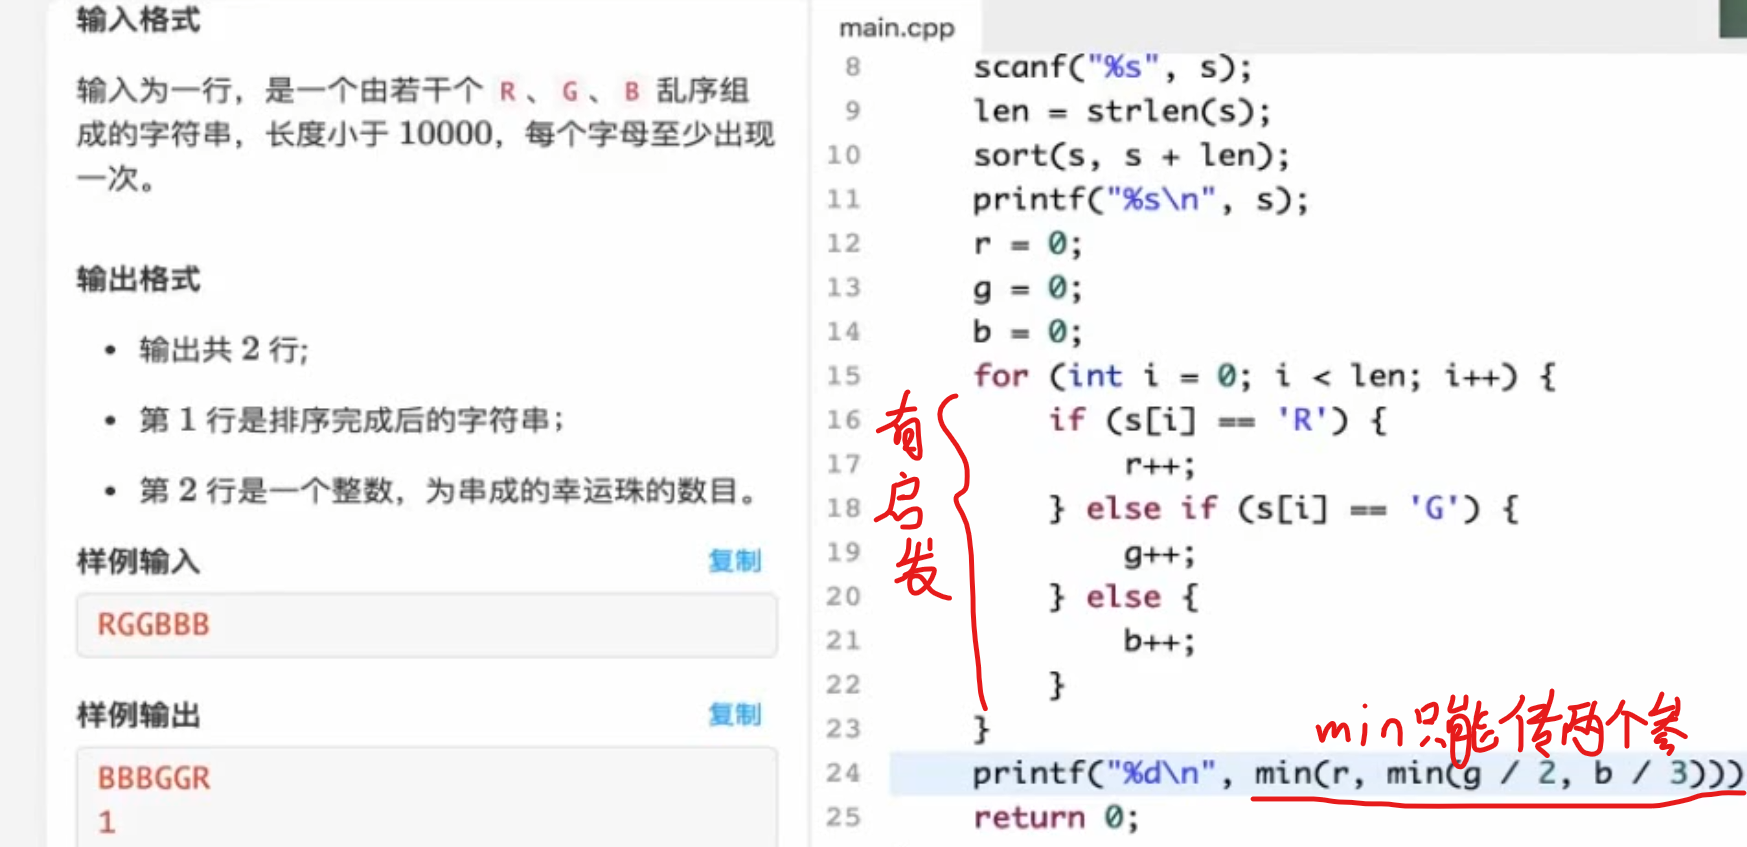 输入格式
输入为一行，是一个由若干个 R 、 G 、 B 乱序组
成的字符串，长度小于 10000，每个字母至少出现
一次。
输出格式
• 输出共 2 行;
• 第 1 行是排序完成后的字符串；
• 第 2 行是一个整数，为串成的幸运珠的数目。
样例输入 复制
RGGBBB
样例输出 复制
BBBGGR
1
main.cpp
8 scanf("%s", s);
9 len = strlen(s);
10 sort(s, s + len);
11 printf("%s\n", s);
12 r = 0;
13 g = 0;
14 b = 0;
15 for (int i = 0; i < len; i++) {
16 if (s[i] == 'R') {
17 r++;
18 } else if (s[i] == 'G') {
19 g++;
20 } else {
21 b++;
22 }
23 }
24 printf("%d\n", min(r, min(g / 2, b / 3)))
25 return 0;
有启发
min只能传两个参